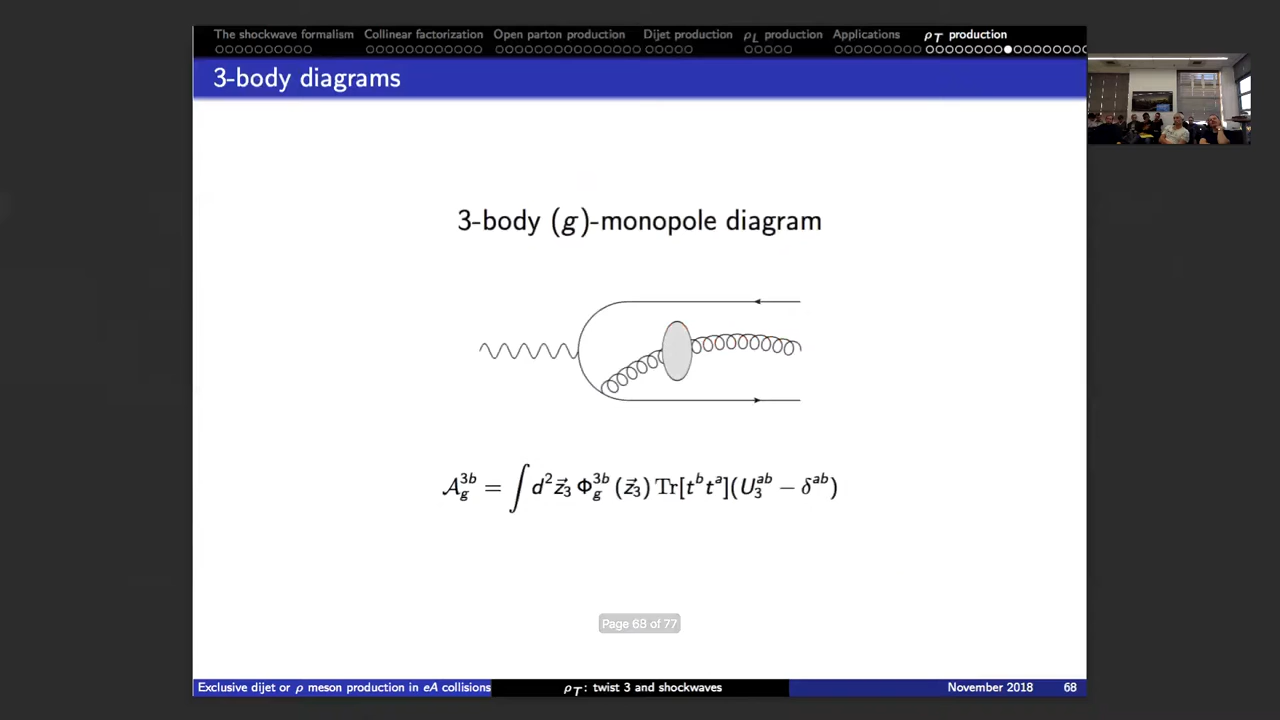 The shockwave formalism Collinear factorization Open parton production Dijet production ρ_L production Applications ρ_T production
3-body diagrams
3-body (g)-monopole diagram
𝒜_g^{3b} = ∫ d²z⃗₃ Φ_g^{3b} (z⃗₃) Tr[t^b t^a](U₃^{ab} − δ^{ab})
Page 68 of 77
Exclusive dijet or ρ meson production in eA collisions ρ_T : twist 3 and shockwaves November 2018 68